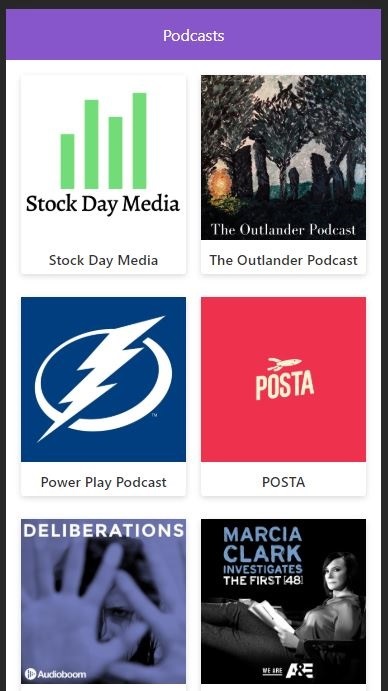 Podcasts
Stock Day Media
Stock Day Media
The Outlander Podcast
The Outlander Podcast
TM
Power Play Podcast
POSTA
POSTA
DELIBERATIONS
Audioboom
MARCIA
CLARK
INVESTIGATES
THE FIRST [48]
WE ARE A&E